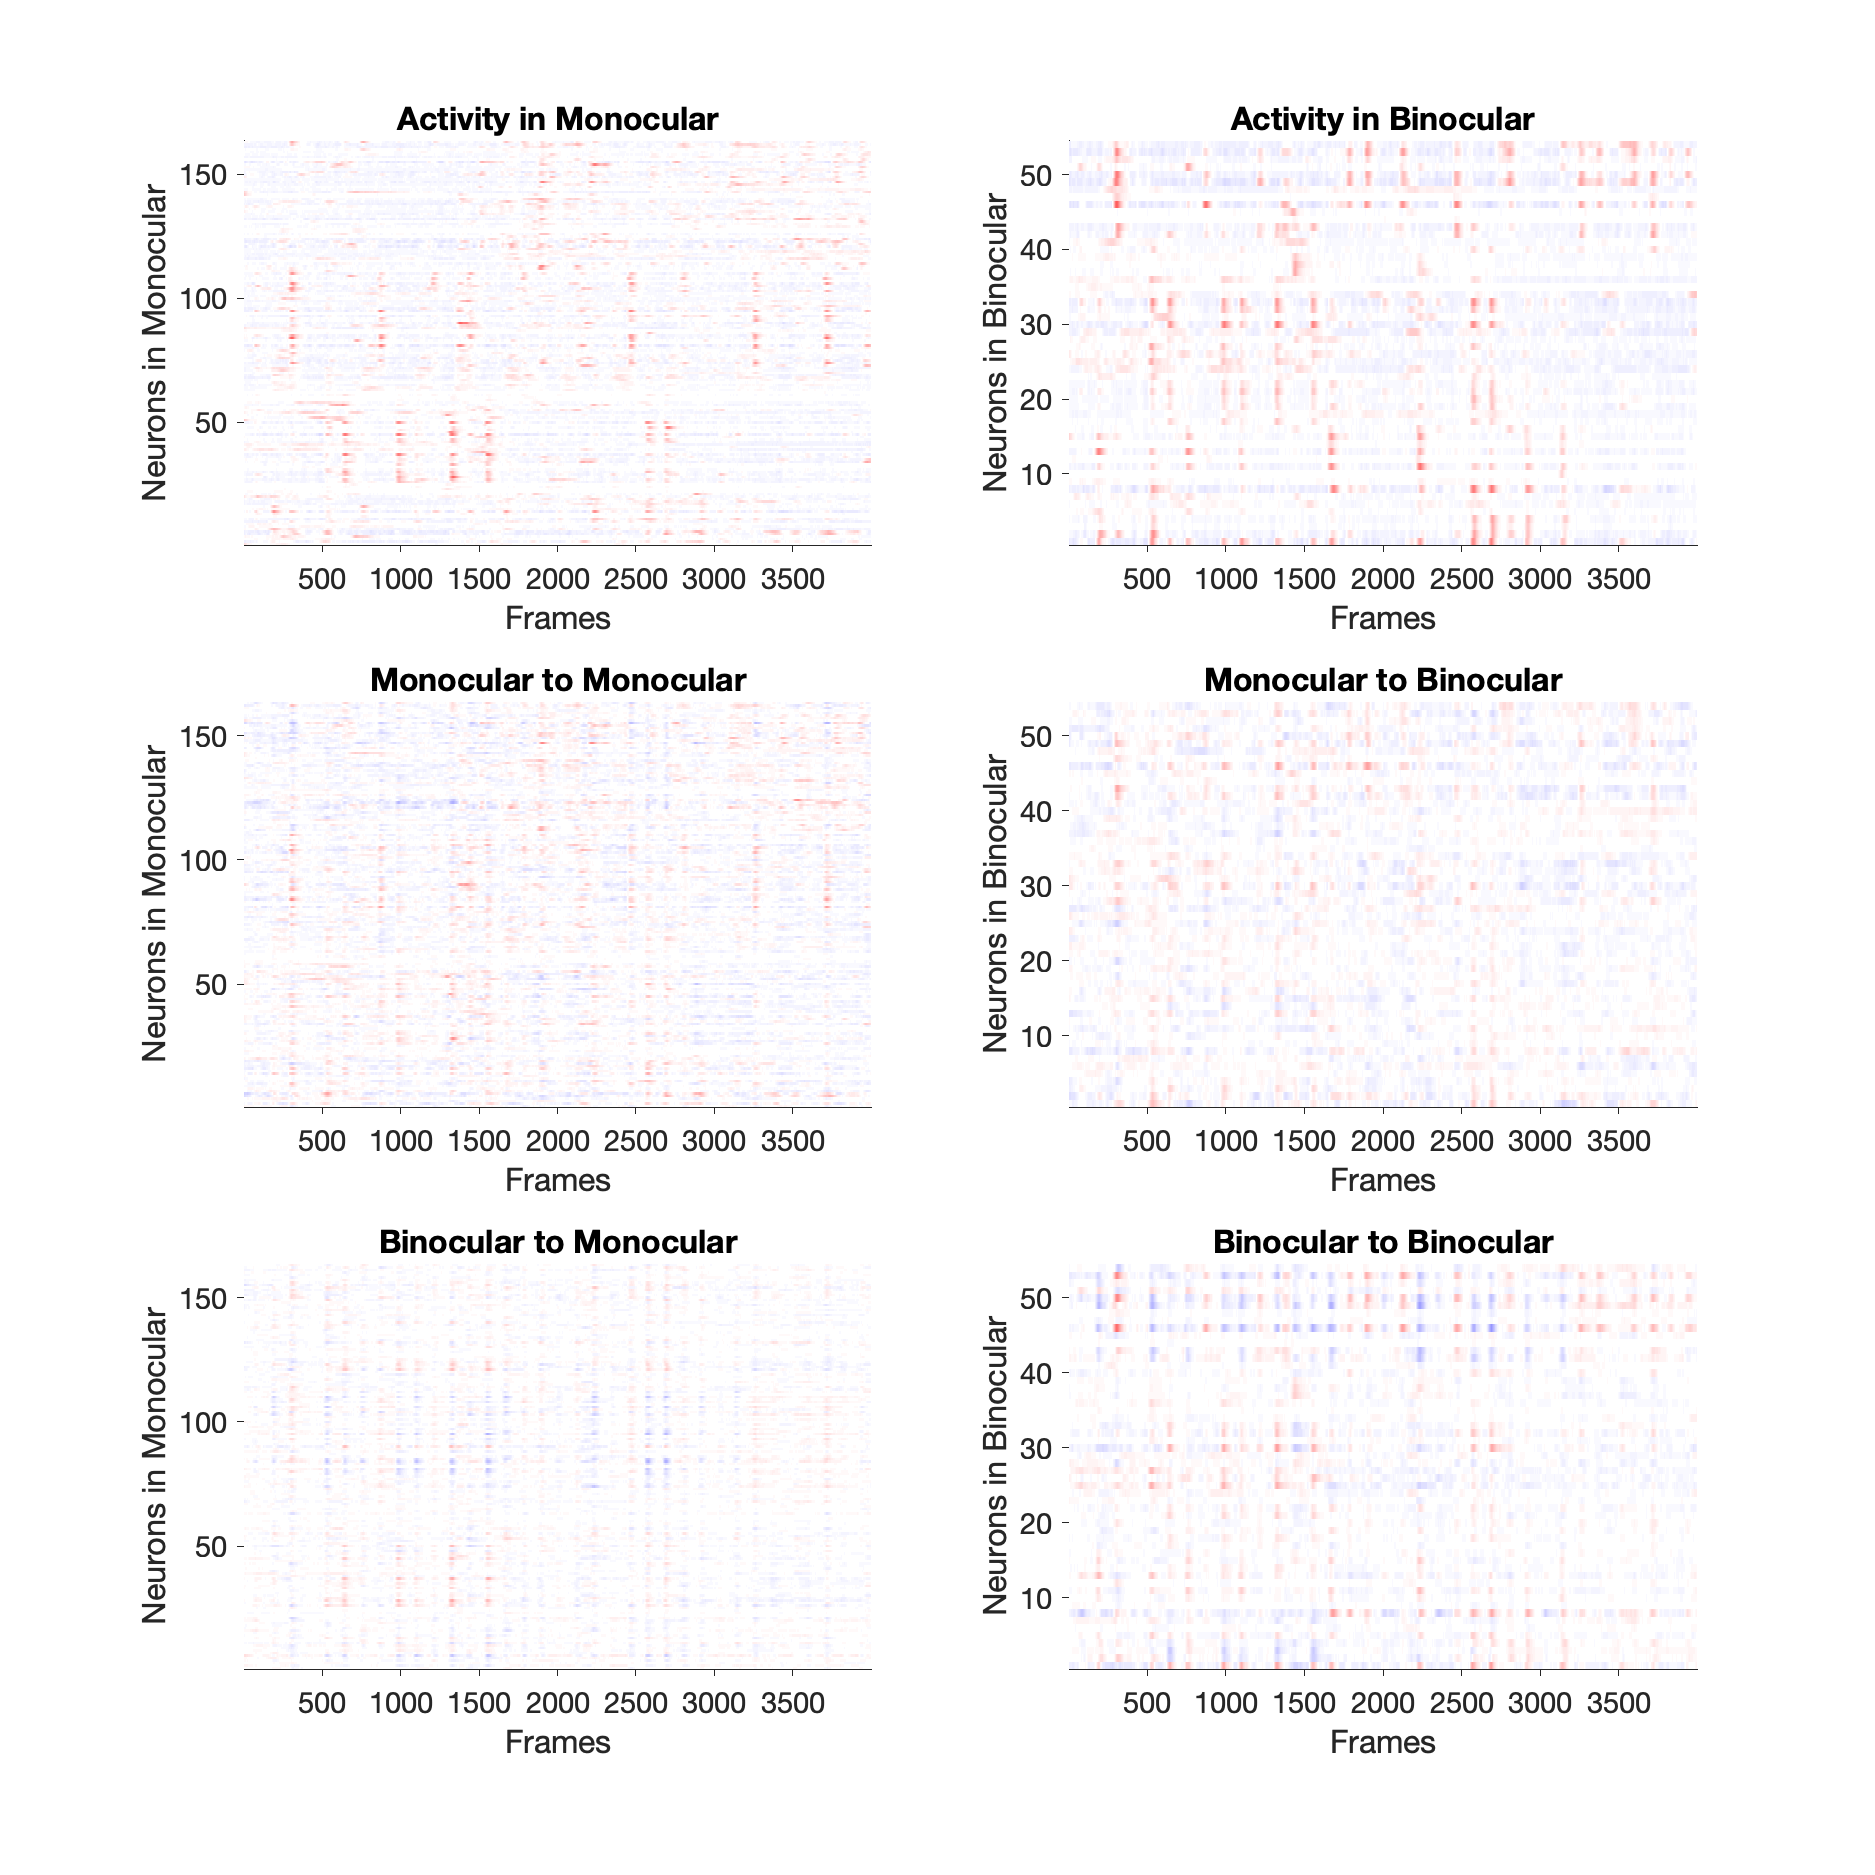 Activity in Monocular
Neurons in Monocular
150
100
50
500 1000 1500 2000 2500 3000 3500
Frames
Activity in Binocular
Neurons in Binocular
50
40
30
20
10
500 1000 1500 2000 2500 3000 3500
Frames
Monocular to Monocular
Neurons in Monocular
150
100
50
500 1000 1500 2000 2500 3000 3500
Frames
Monocular to Binocular
Neurons in Binocular
50
40
30
20
10
500 1000 1500 2000 2500 3000 3500
Frames
Binocular to Monocular
Neurons in Monocular
150
100
50
500 1000 1500 2000 2500 3000 3500
Frames
Binocular to Binocular
Neurons in Binocular
50
40
30
20
10
500 1000 1500 2000 2500 3000 3500
Frames